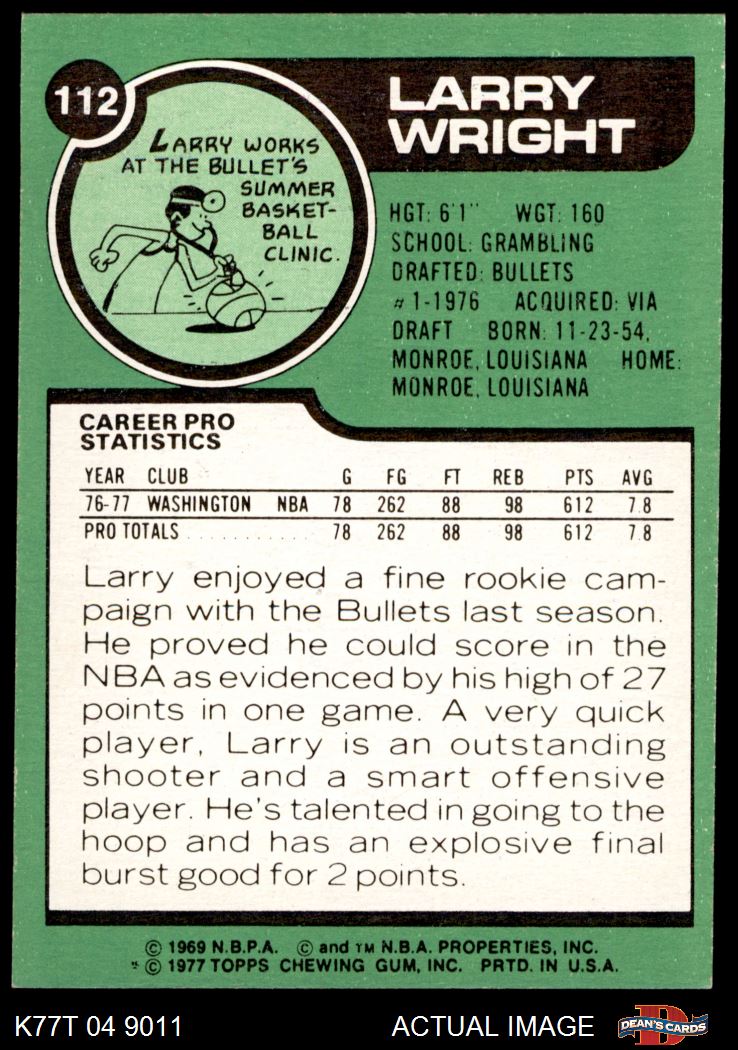 112
LARRY
WRIGHT
LARRY WORKS
AT THE BULLET'S
SUMMER
BASKET-
BALL
CLINIC.
HGT: 6'1" WGT: 160
SCHOOL: GRAMBLING
DRAFTED: BULLETS
#1-1976 ACQUIRED: VIA
DRAFT BORN: 11-23-54,
MONROE, LOUISIANA HOME:
MONROE, LOUISIANA
CAREER PRO
STATISTICS
YEAR CLUB G FG FT REB PTS AVG
76-77 WASHINGTON NBA 78 262 88 98 612 7.8
PRO TOTALS . . . . . . . . . . . 78 262 88 98 612 7.8
Larry enjoyed a fine rookie cam-
paign with the Bullets last season.
He proved he could score in the
NBA as evidenced by his high of 27
points in one game. A very quick
player, Larry is an outstanding
shooter and a smart offensive
player. He's talented in going to the
hoop and has an explosive final
burst good for 2 points.
© 1969 N.B.P.A. © and TM N.B.A. PROPERTIES, INC.
* © 1977 TOPPS CHEWING GUM, INC. PRTD. IN U.S.A.
K77T 04 9011 ACTUAL IMAGE D DEAN'S CARDS